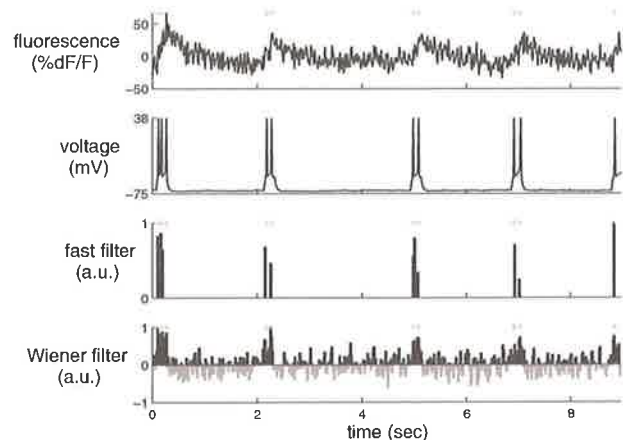 fluorescence
(%dF/F)
50
0
−50
voltage
(mV)
38
−75
fast filter
(a.u.)
1
0
Wiener filter
(a.u.)
1
0
−1
0 2 4 6 8
time (sec)